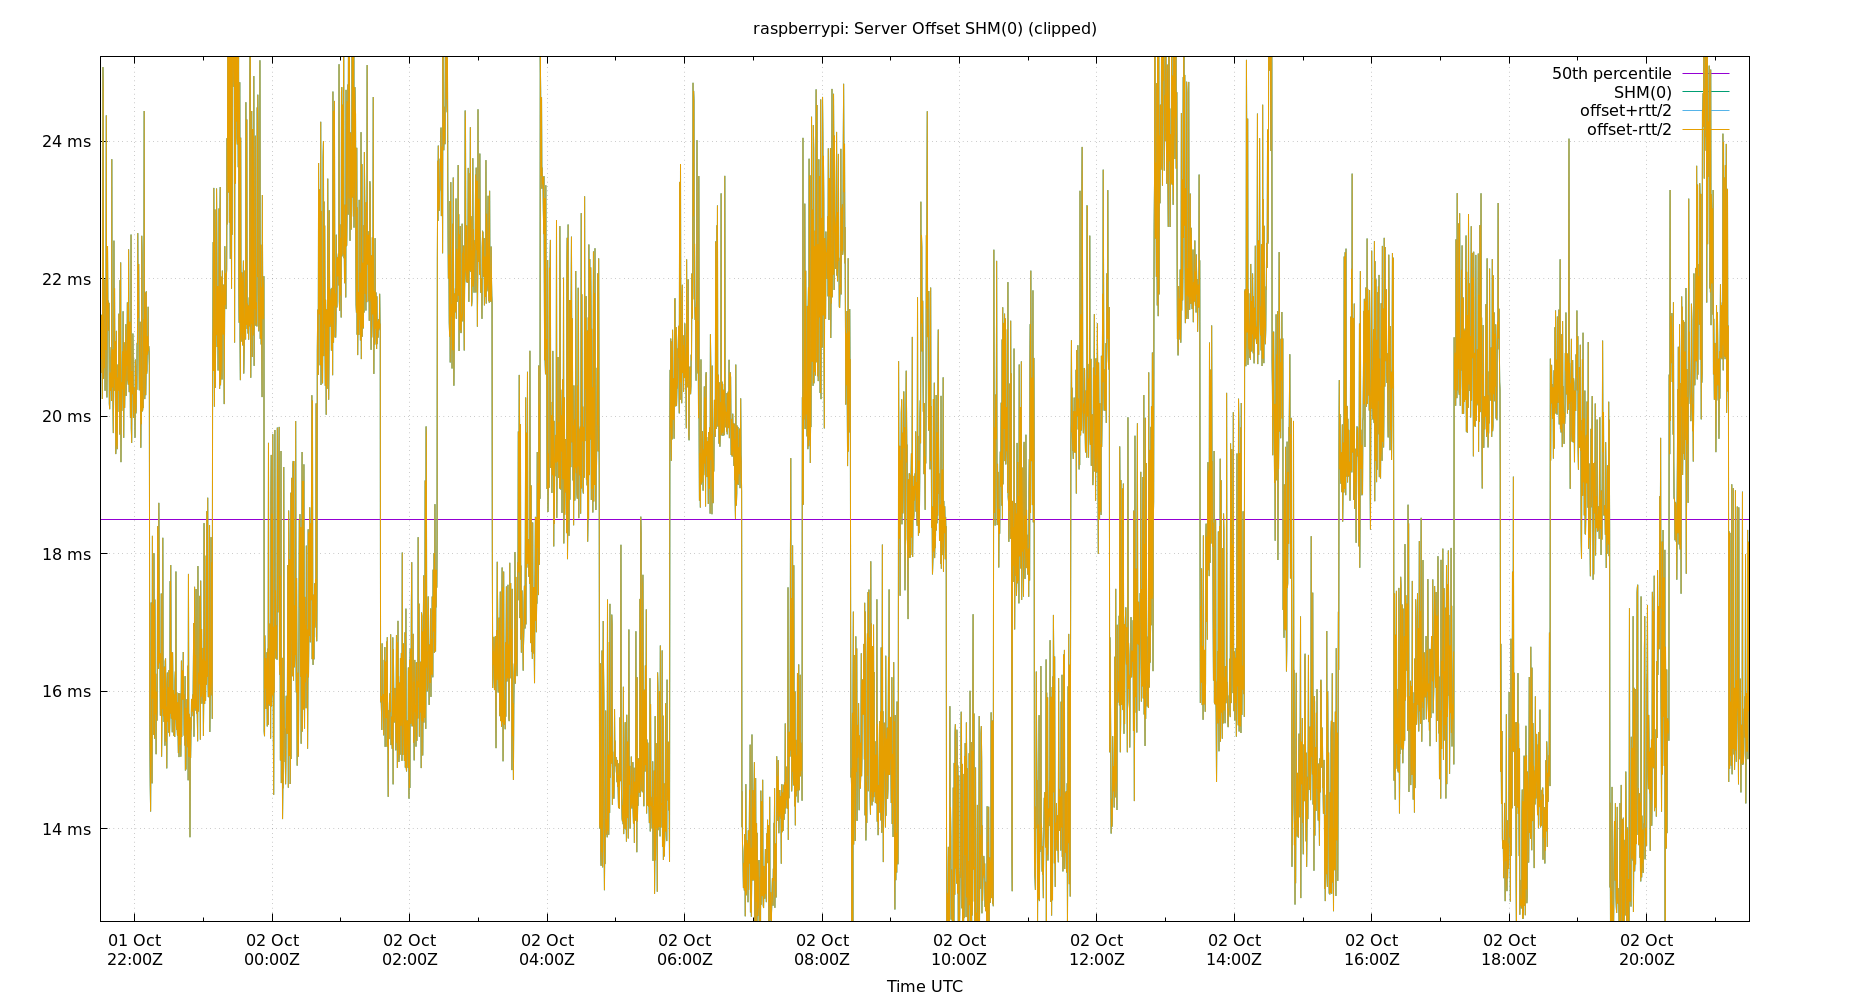 raspberrypi: Server Offset SHM(0) (clipped)
50th percentile
SHM(0)
offset+rtt/2
offset-rtt/2
24 ms
22 ms
20 ms
18 ms
16 ms
14 ms
01 Oct 02 Oct 02 Oct 02 Oct 02 Oct 02 Oct 02 Oct 02 Oct 02 Oct 02 Oct 02 Oct 02 Oct
22:00Z 00:00Z 02:00Z 04:00Z 06:00Z 08:00Z 10:00Z 12:00Z 14:00Z 16:00Z 18:00Z 20:00Z
Time UTC